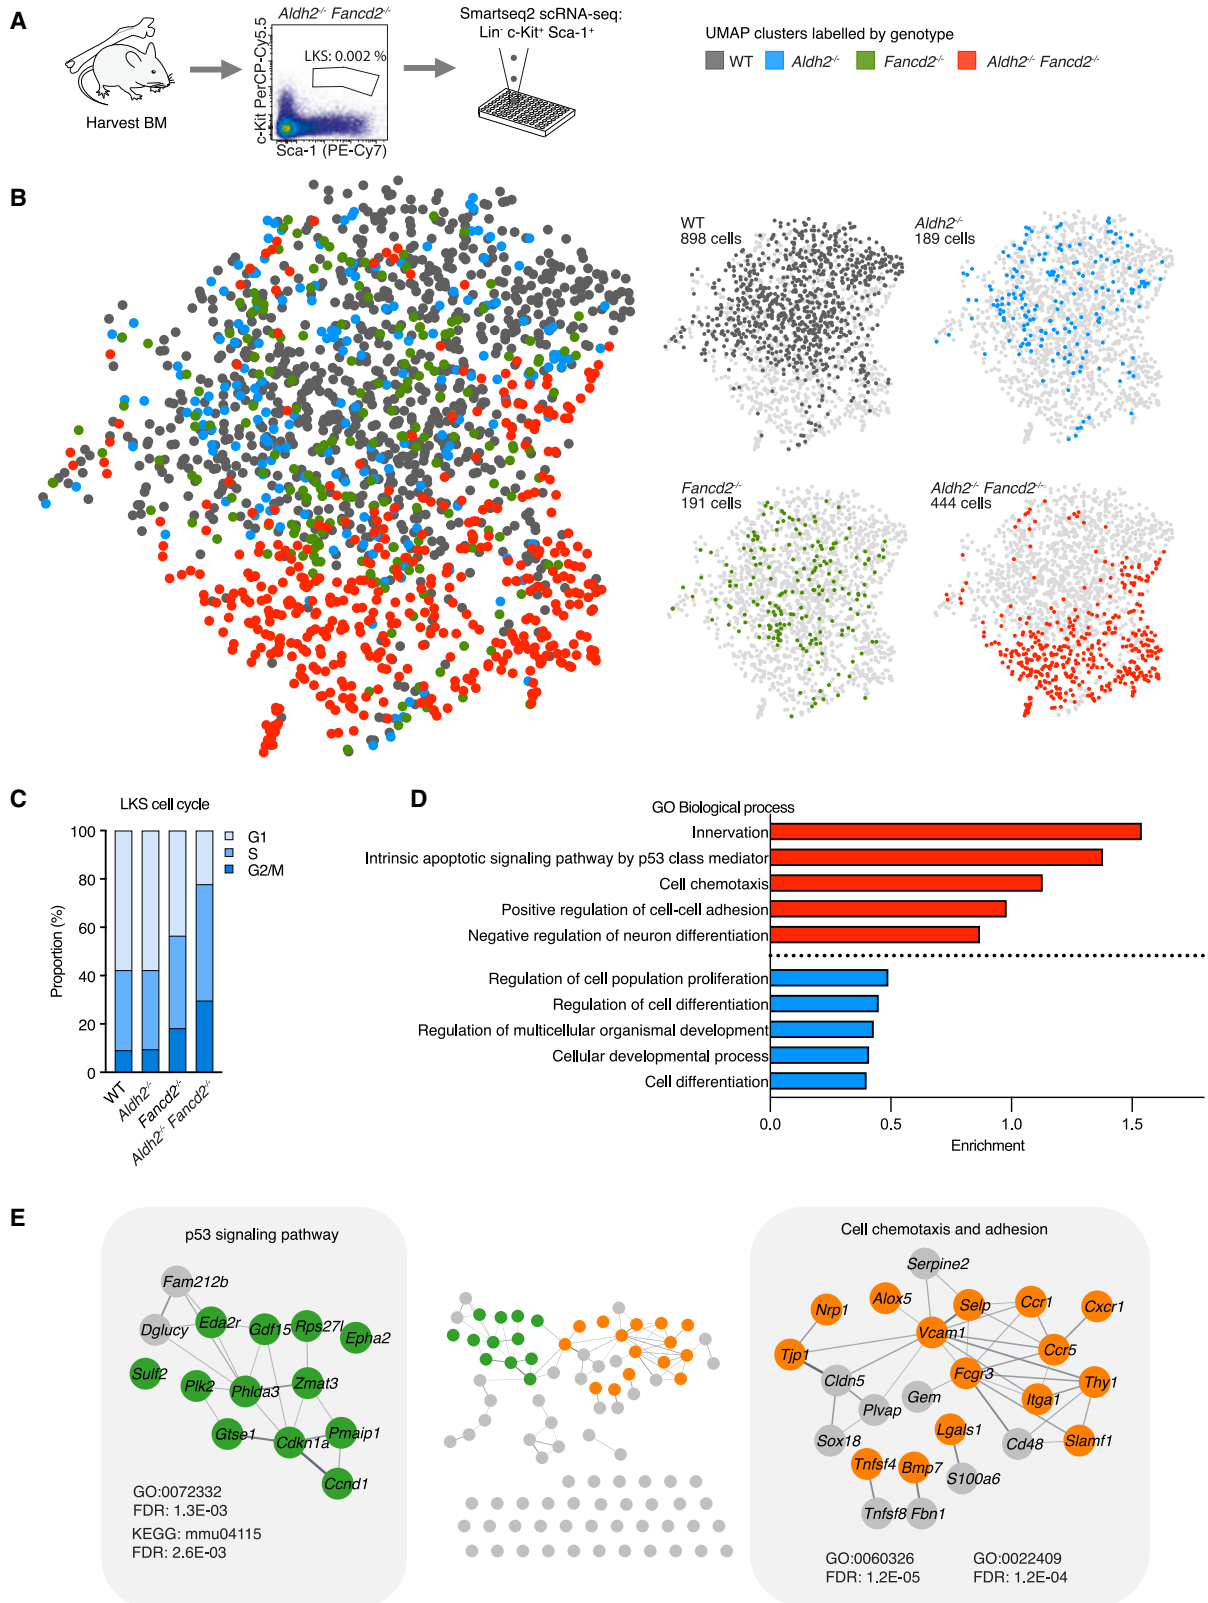 A
Harvest BM
Aldh2-/- Fancd2-/-
c-Kit PerCP-Cy5.5
LKS: 0.002 %
Sca-1 (PE-Cy7)
Smartseq2 scRNA-seq:
Lin- c-Kit+ Sca-1+
UMAP clusters labelled by genotype
WT Aldh2-/- Fancd2-/- Aldh2-/- Fancd2-/-
B
WT
898 cells
Aldh2-/-
189 cells
Fancd2-/-
191 cells
Aldh2-/- Fancd2-/-
444 cells
C
LKS cell cycle
Proportion (%)
100
80
60
40
20
0
G1
S
G2/M
WT
Aldh2-/-
Fancd2-/-
Aldh2-/- Fancd2-/-
D
GO Biological process
Innervation
Intrinsic apoptotic signaling pathway by p53 class mediator
Cell chemotaxis
Positive regulation of cell-cell adhesion
Negative regulation of neuron differentiation
Regulation of cell population proliferation
Regulation of cell differentiation
Regulation of multicellular organismal development
Cellular developmental process
Cell differentiation
0.0 0.5 1.0 1.5
Enrichment
E
p53 signaling pathway
Fam212b
Dglucy
Eda2r
Gdf15
Rps27l
Epha2
Sulf2
Plk2
Phlda3
Zmat3
Gtse1
Cdkn1a
Pmaip1
Ccnd1
GO:0072332
FDR: 1.3E-03
KEGG: mmu04115
FDR: 2.6E-03
Cell chemotaxis and adhesion
Serpine2
Nrp1
Alox5
Selp
Ccr1
Cxcr1
Vcam1
Tjp1
Ccr5
Cldn5
Fcgr3
Thy1
Gem
Itga1
Plvap
Lgals1
Sox18
Cd48
Slamf1
Tnfsf4
Bmp7
S100a6
Tnfsf8
Fbn1
GO:0060326
FDR: 1.2E-05
GO:0022409
FDR: 1.2E-04